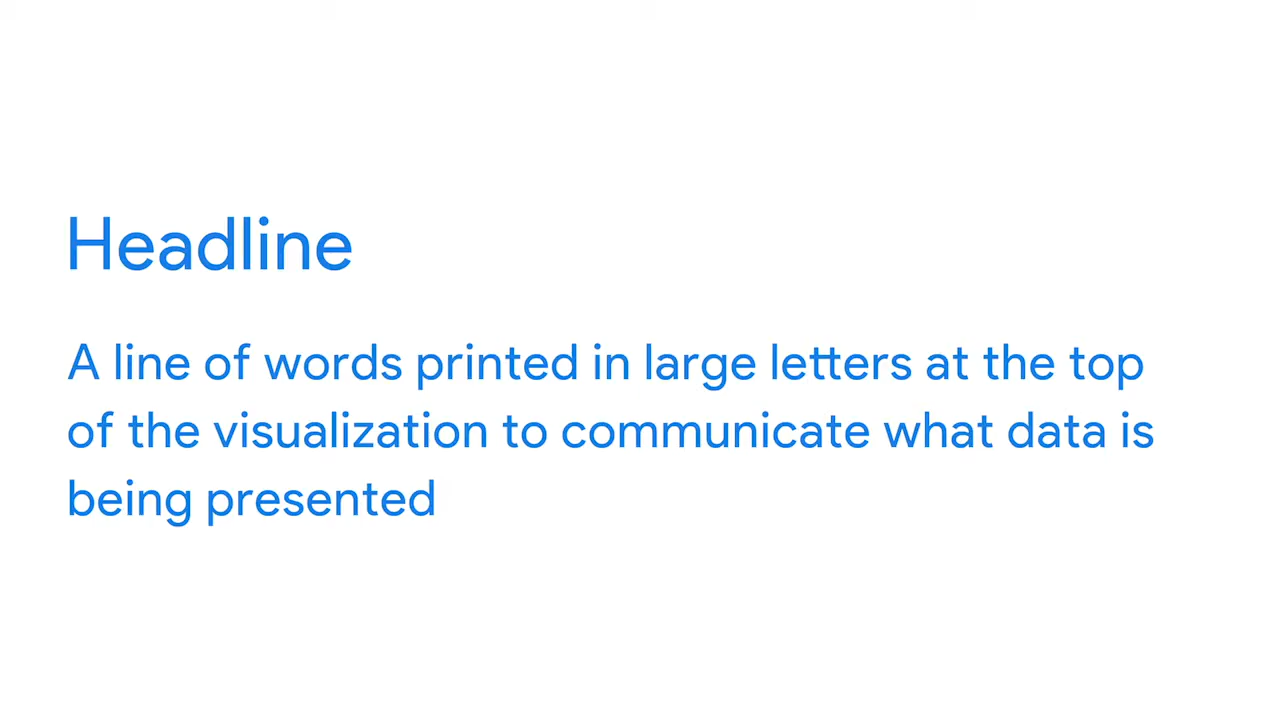 Headline
A line of words printed in large letters at the top
of the visualization to communicate what data is
being presented